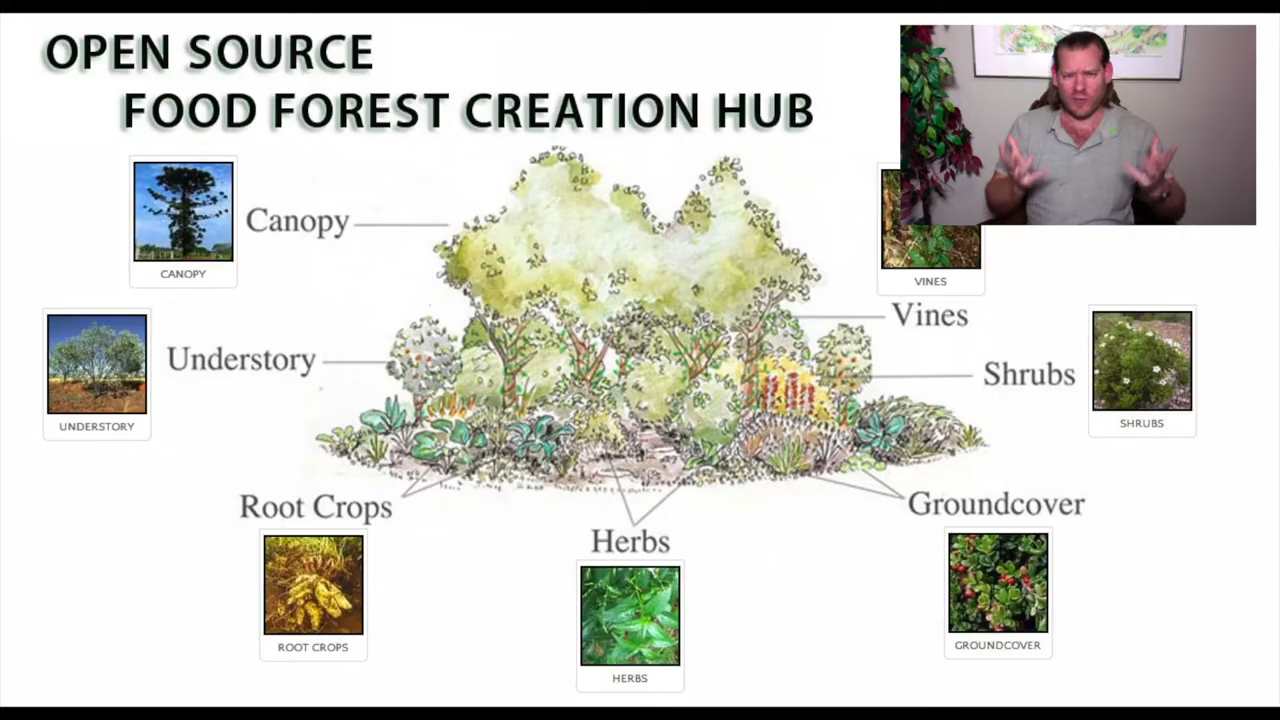 OPEN SOURCE
FOOD FOREST CREATION HUB
Canopy
CANOPY
VINES
Vines
Understory
UNDERSTORY
Shrubs
SHRUBS
Root Crops
ROOT CROPS
Herbs
HERBS
Groundcover
GROUNDCOVER